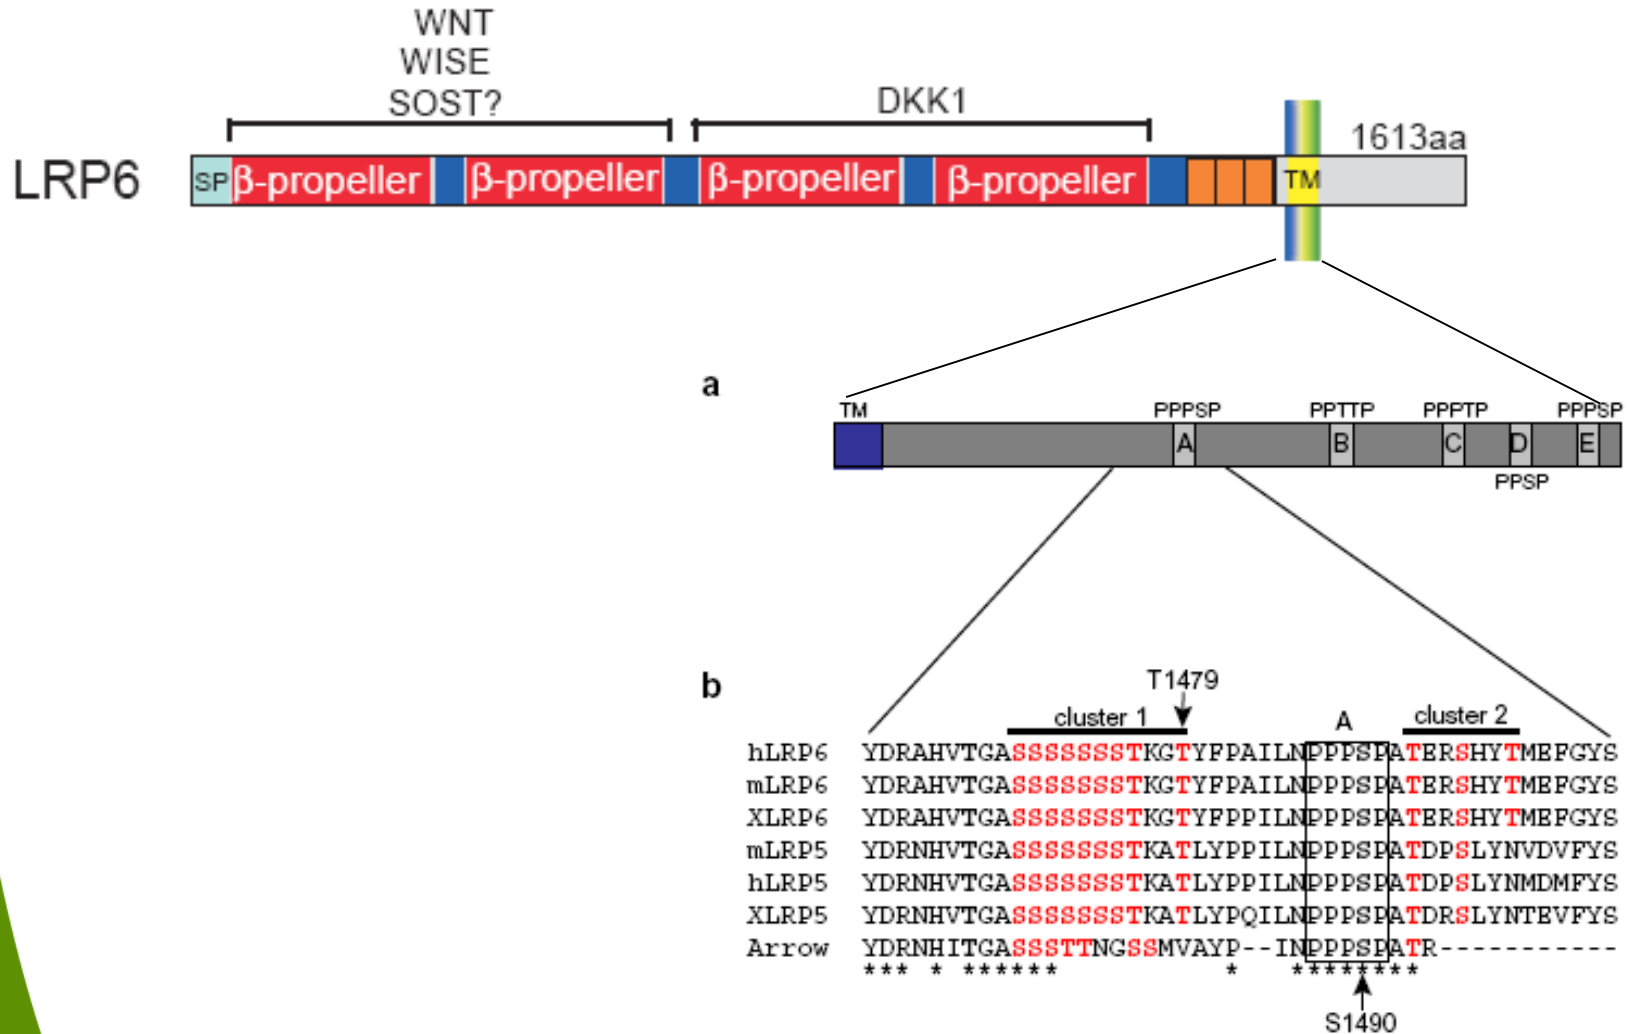 WNT
WISE
SOST?
DKK1
1613aa
LRP6
SP β-propeller β-propeller β-propeller β-propeller TM
a
TM PPPSP PPTTP PPPTP PPPSP
A B C D E
PPSP
b
T1479
cluster 1 A cluster 2
hLRP6 YDRAHVTGASSSSSSSTKGTYFPAILNPPPSPATERSHYTMEFGYS
mLRP6 YDRAHVTGASSSSSSSTKGTYFPAILNPPPSPATERSHYTMEFGYS
XLRP6 YDRAHVTGASSSSSSSTKGTYFPPILNPPPSPATERSHYTMEFGYS
mLRP5 YDRNHVTGASSSSSSSTKATLYPPILNPPPSPATDPSLYNVDVFYS
hLRP5 YDRNHVTGASSSSSSSTKATLYPPILNPPPSPATDPSLYNMDMFYS
XLRP5 YDRNHVTGASSSSSSSTKATLYPQILNPPPSPATDRSLYNTEVFYS
Arrow YDRNHITGASSSTTNGSSMVAYP--INPPPSPATR-----------
*** * ****** * ********
S1490